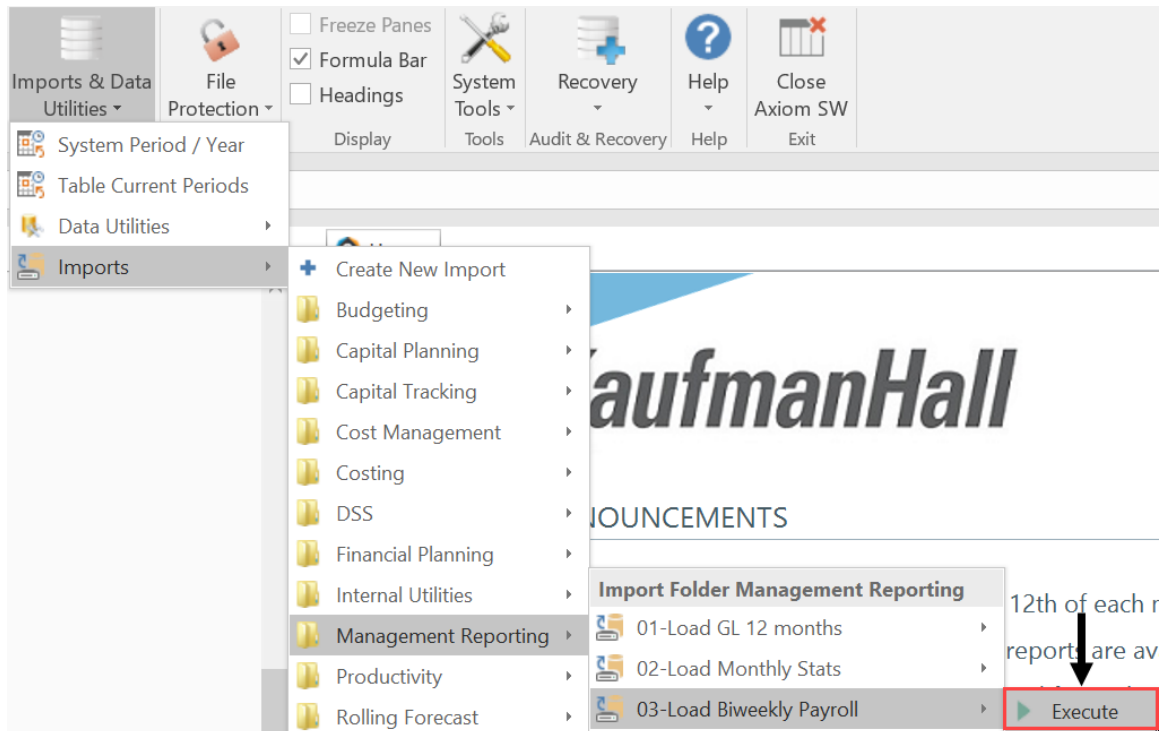 Imports & Data
Utilities
File
Protection
Freeze Panes
Formula Bar
Headings
Display
System
Tools
Tools
Recovery
Audit & Recovery
Help
Help
Close
Axiom SW
Exit
System Period / Year
Table Current Periods
Data Utilities
Imports
Create New Import
Budgeting
Capital Planning
Capital Tracking
Cost Management
Costing
DSS
Financial Planning
Internal Utilities
Management Reporting
Productivity
Rolling Forecast
aufmanHall
NOUNCEMENTS
12th of each
reports are av
Import Folder Management Reporting
01-Load GL 12 months
02-Load Monthly Stats
03-Load Biweekly Payroll
Execute